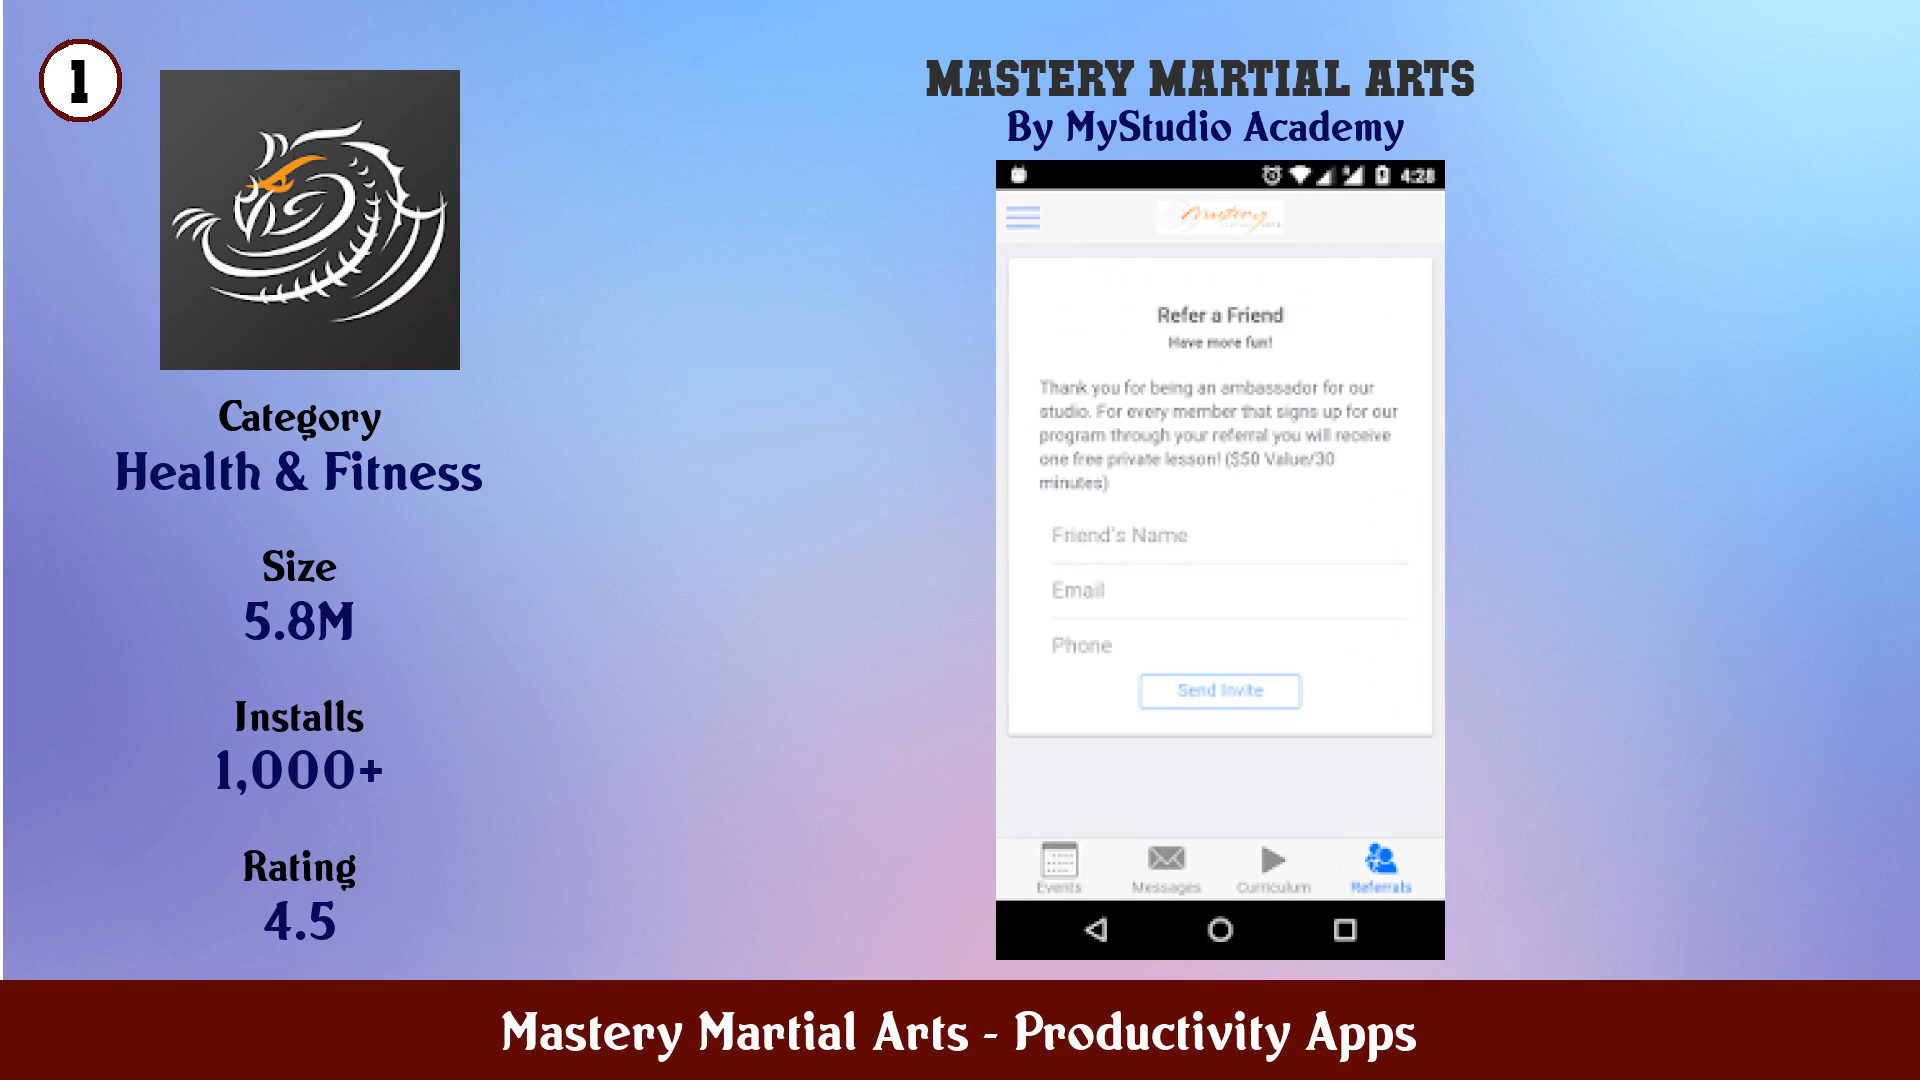 1
MASTERY MARTIAL ARTS
By MyStudio Academy
Category
Health & Fitness
Size
5.8M
Installs
1,000+
Rating
4.5
4:28
Mastery
Refer a Friend
Have more fun!
Thank you for being an ambassador for our
studio. For every member that signs up for our
program through your referral you will receive
one free private lesson! ($50 Value/30
minutes)
Friend's Name
Email
Phone
Send Invite
Events Messages Curriculum Referrals
Mastery Martial Arts - Productivity Apps